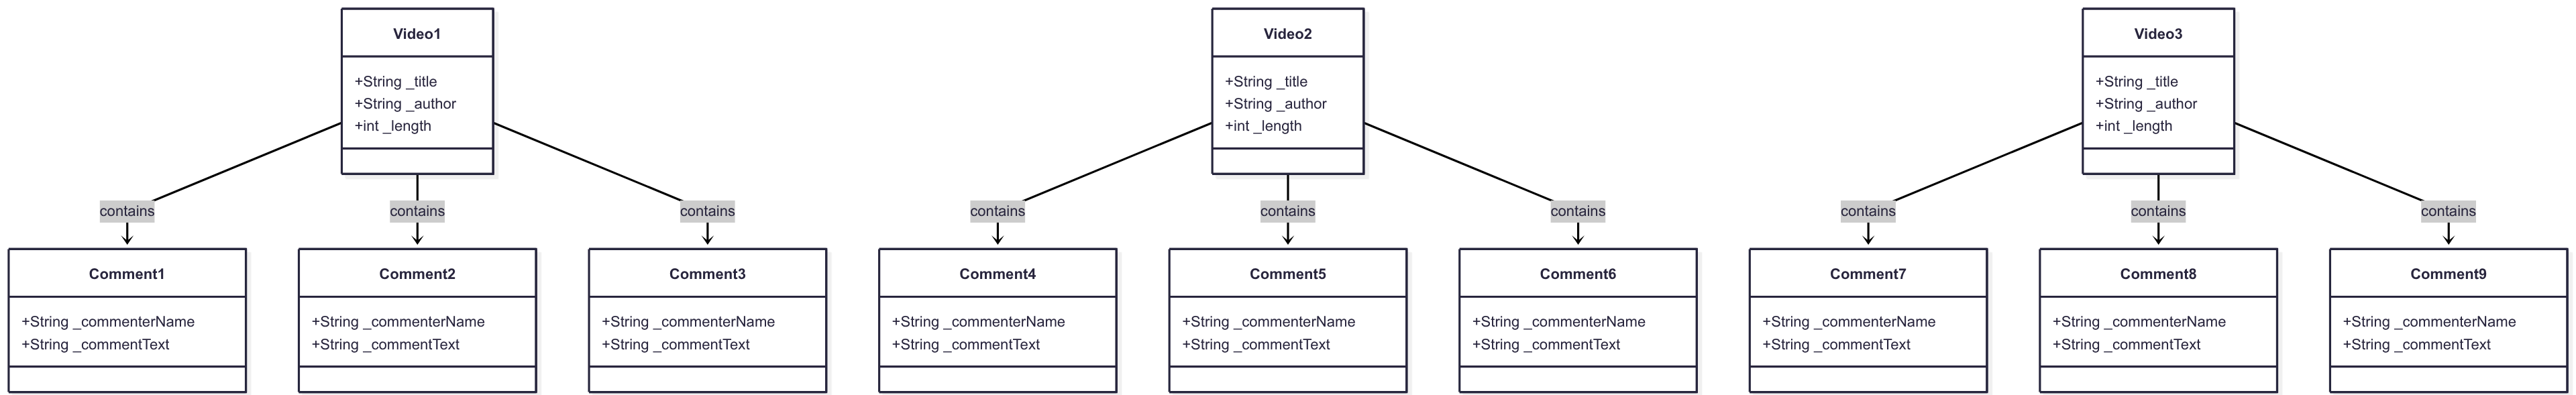 Video1
+String _title
+String _author
+int _length
Video2
+String _title
+String _author
+int _length
Video3
+String _title
+String _author
+int _length
contains
contains
contains
contains
contains
contains
contains
contains
contains
Comment1
+String _commenterName
+String _commentText
Comment2
+String _commenterName
+String _commentText
Comment3
+String _commenterName
+String _commentText
Comment4
+String _commenterName
+String _commentText
Comment5
+String _commenterName
+String _commentText
Comment6
+String _commenterName
+String _commentText
Comment7
+String _commenterName
+String _commentText
Comment8
+String _commenterName
+String _commentText
Comment9
+String _commenterName
+String _commentText